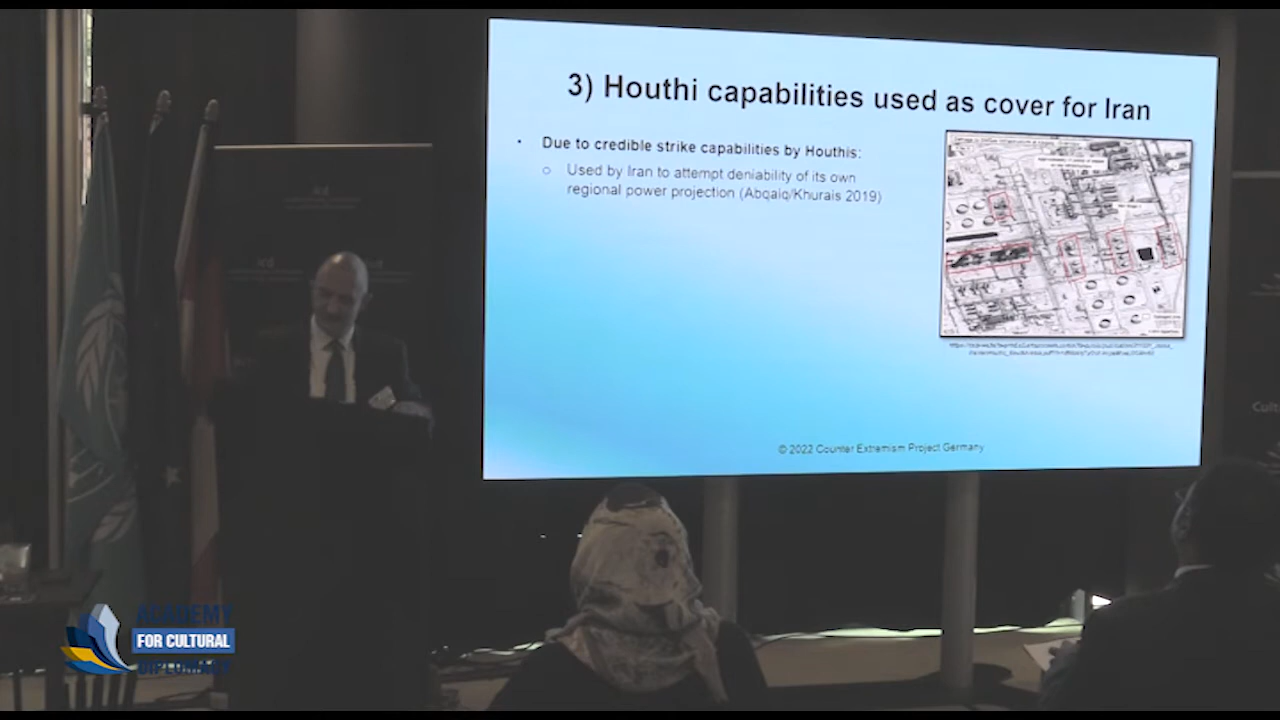 3) Houthi capabilities used as cover for Iran
• Due to credible strike capabilities by Houthis:
○ Used by Iran to attempt deniability of its own
regional power projection (Abqaiq/Khurais 2019)
© 2022 Counter Extremism Project Germany
ACADEMY
FOR CULTURAL
DIPLOMACY